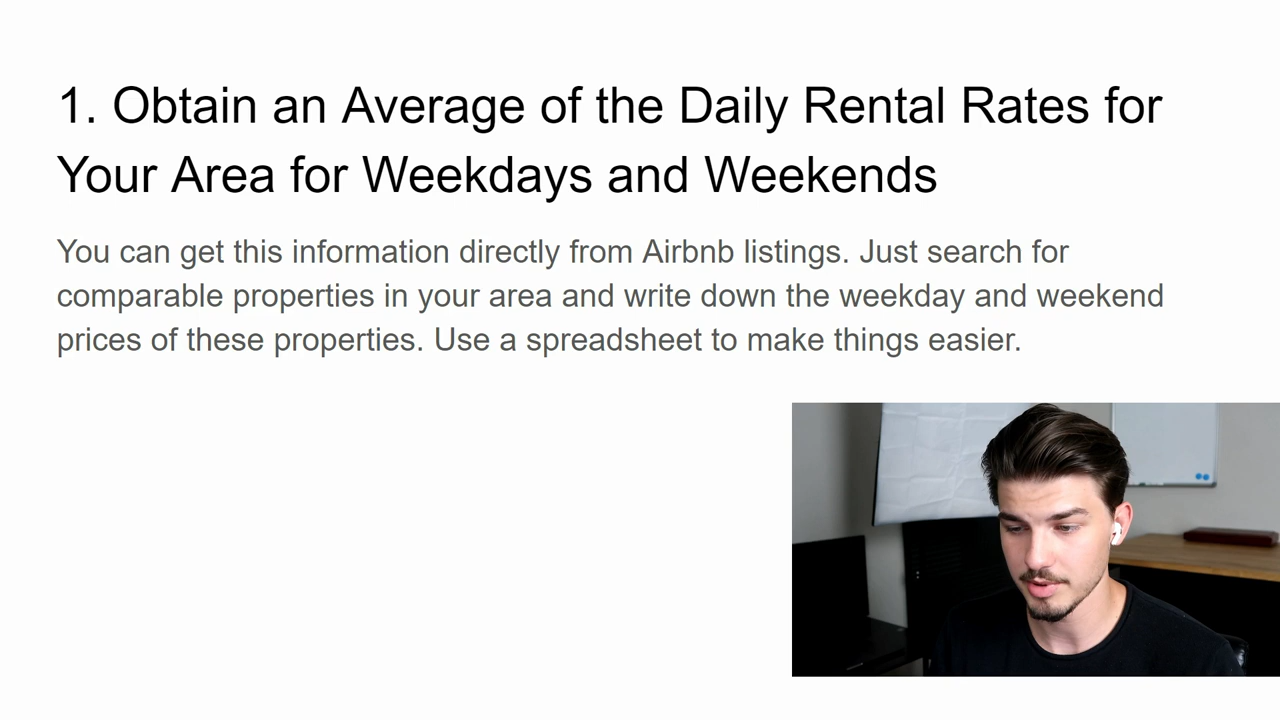 1. Obtain an Average of the Daily Rental Rates for
Your Area for Weekdays and Weekends
You can get this information directly from Airbnb listings. Just search for
comparable properties in your area and write down the weekday and weekend
prices of these properties. Use a spreadsheet to make things easier.